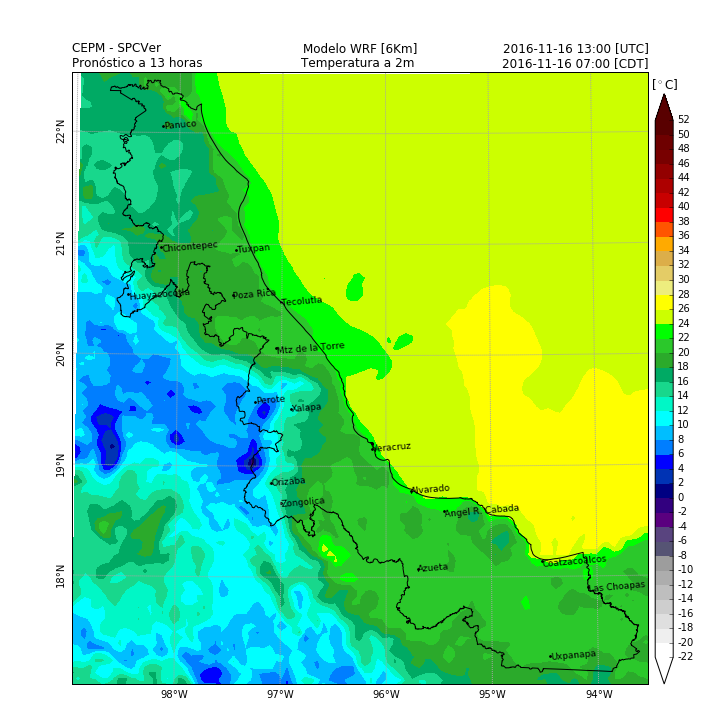 CEPM - SPCVer Modelo WRF [6Km] 2016-11-16 13:00 [UTC]
Pronóstico a 13 horas Temperatura a 2m 2016-11-16 07:00 [CDT]
[°C]
52
50
48
46
44
42
40
38
36
34
32
30
28
26
24
22
20
18
16
14
12
10
8
6
4
2
0
-2
-4
-6
-8
-10
-12
-14
-16
-18
-20
-22
22°N
21°N
20°N
19°N
18°N
Panuco
Chicontepec
Tuxpan
Huayacocotla
Poza Rica
Tecolutla
Mtz de la Torre
Perote
Xalapa
Veracruz
Orizaba
Alvarado
Zongolica
Angel R. Cabada
Azueta
Coatzacoalcos
Las Choapas
Uxpanapa
98°W 97°W 96°W 95°W 94°W